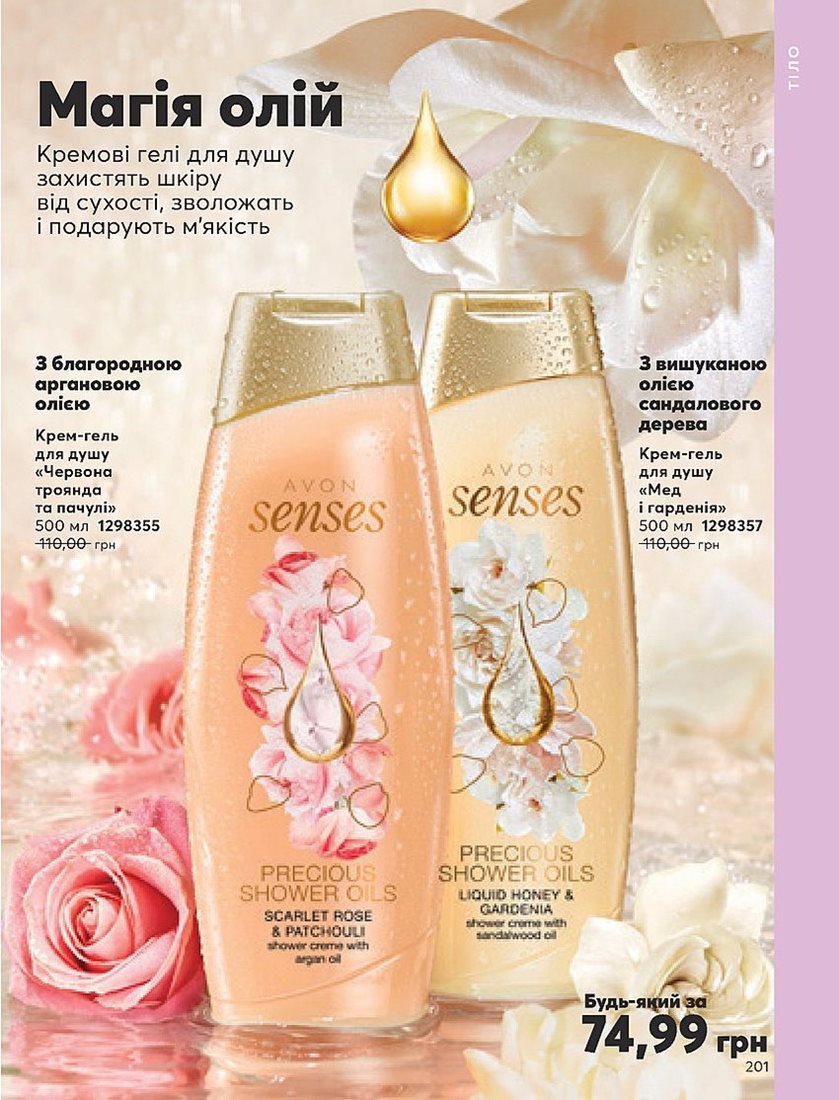 ТІЛО
Магія олій
Кремові гелі для душу
захистять шкіру
від сухості, зволожать
і подарують м'якість
З благородною
аргановою
олією
Крем-гель
для душу
«Червона
троянда
та пачулі»
500 мл 1298355
110,00 грн
З вишуканою
олією
сандалового
дерева
Крем-гель
для душу
«Мед
і гарденія»
500 мл 1298357
110,00 грн
AVON
senses
PRECIOUS
SHOWER OILS
SCARLET ROSE
& PATCHOULI
shower creme with
argan oil
AVON
senses
PRECIOUS
SHOWER OILS
LIQUID HONEY &
GARDENIA
shower creme with
sandalwood oil
Будь-який за
74,99 грн
201